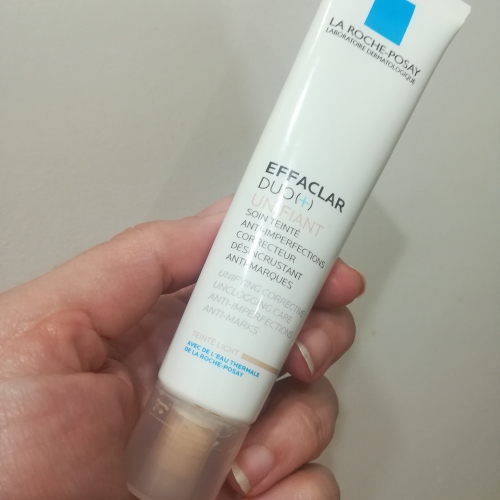 LA ROCHE-POSAY
LABORATOIRE DERMATOLOGIQUE
EFFACLAR
DUO(+)
UNIFIANT
SOIN TEINTÉ
ANTI-IMPERFECTIONS
CORRECTEUR
DÉSINCRUSTANT
ANTI-MARQUES
UNIFYING CORRECTIVE
UNCLOGGING CARE
ANTI-IMPERFECTIONS
ANTI-MARKS
TEINTE LIGHT
AVEC DE L'EAU THERMALE
DE LA ROCHE-POSAY